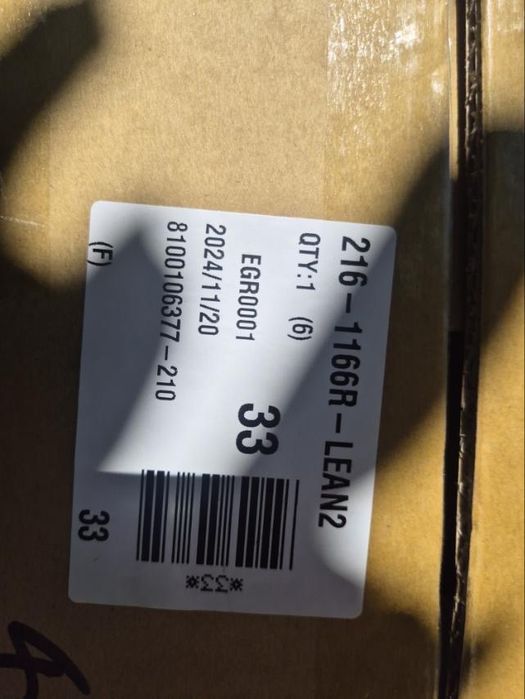 216-1166R-LEAN2
QTY:1 (6)
EGR0001
33
2024/11/20
8100106377-210
*33*
(F)
33